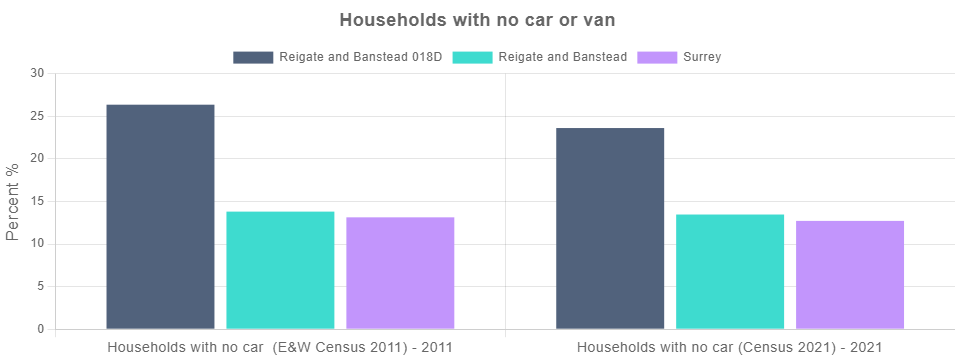 Households with no car or van
Reigate and Banstead 018D Reigate and Banstead Surrey
Percent %
30
25
20
15
10
5
0
Households with no car  (E&W Census 2011) - 2011 Households with no car (Census 2021) - 2021